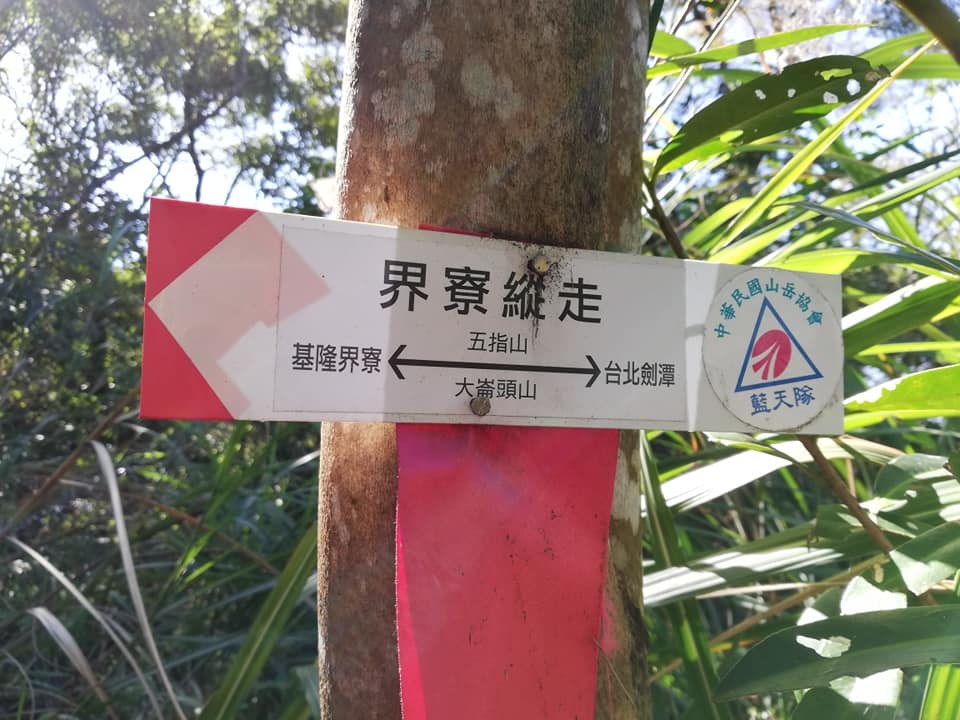 界寮縱走
五指山
基隆界寮
台北劍潭
大崙頭山
中華民國山岳協會
藍天隊